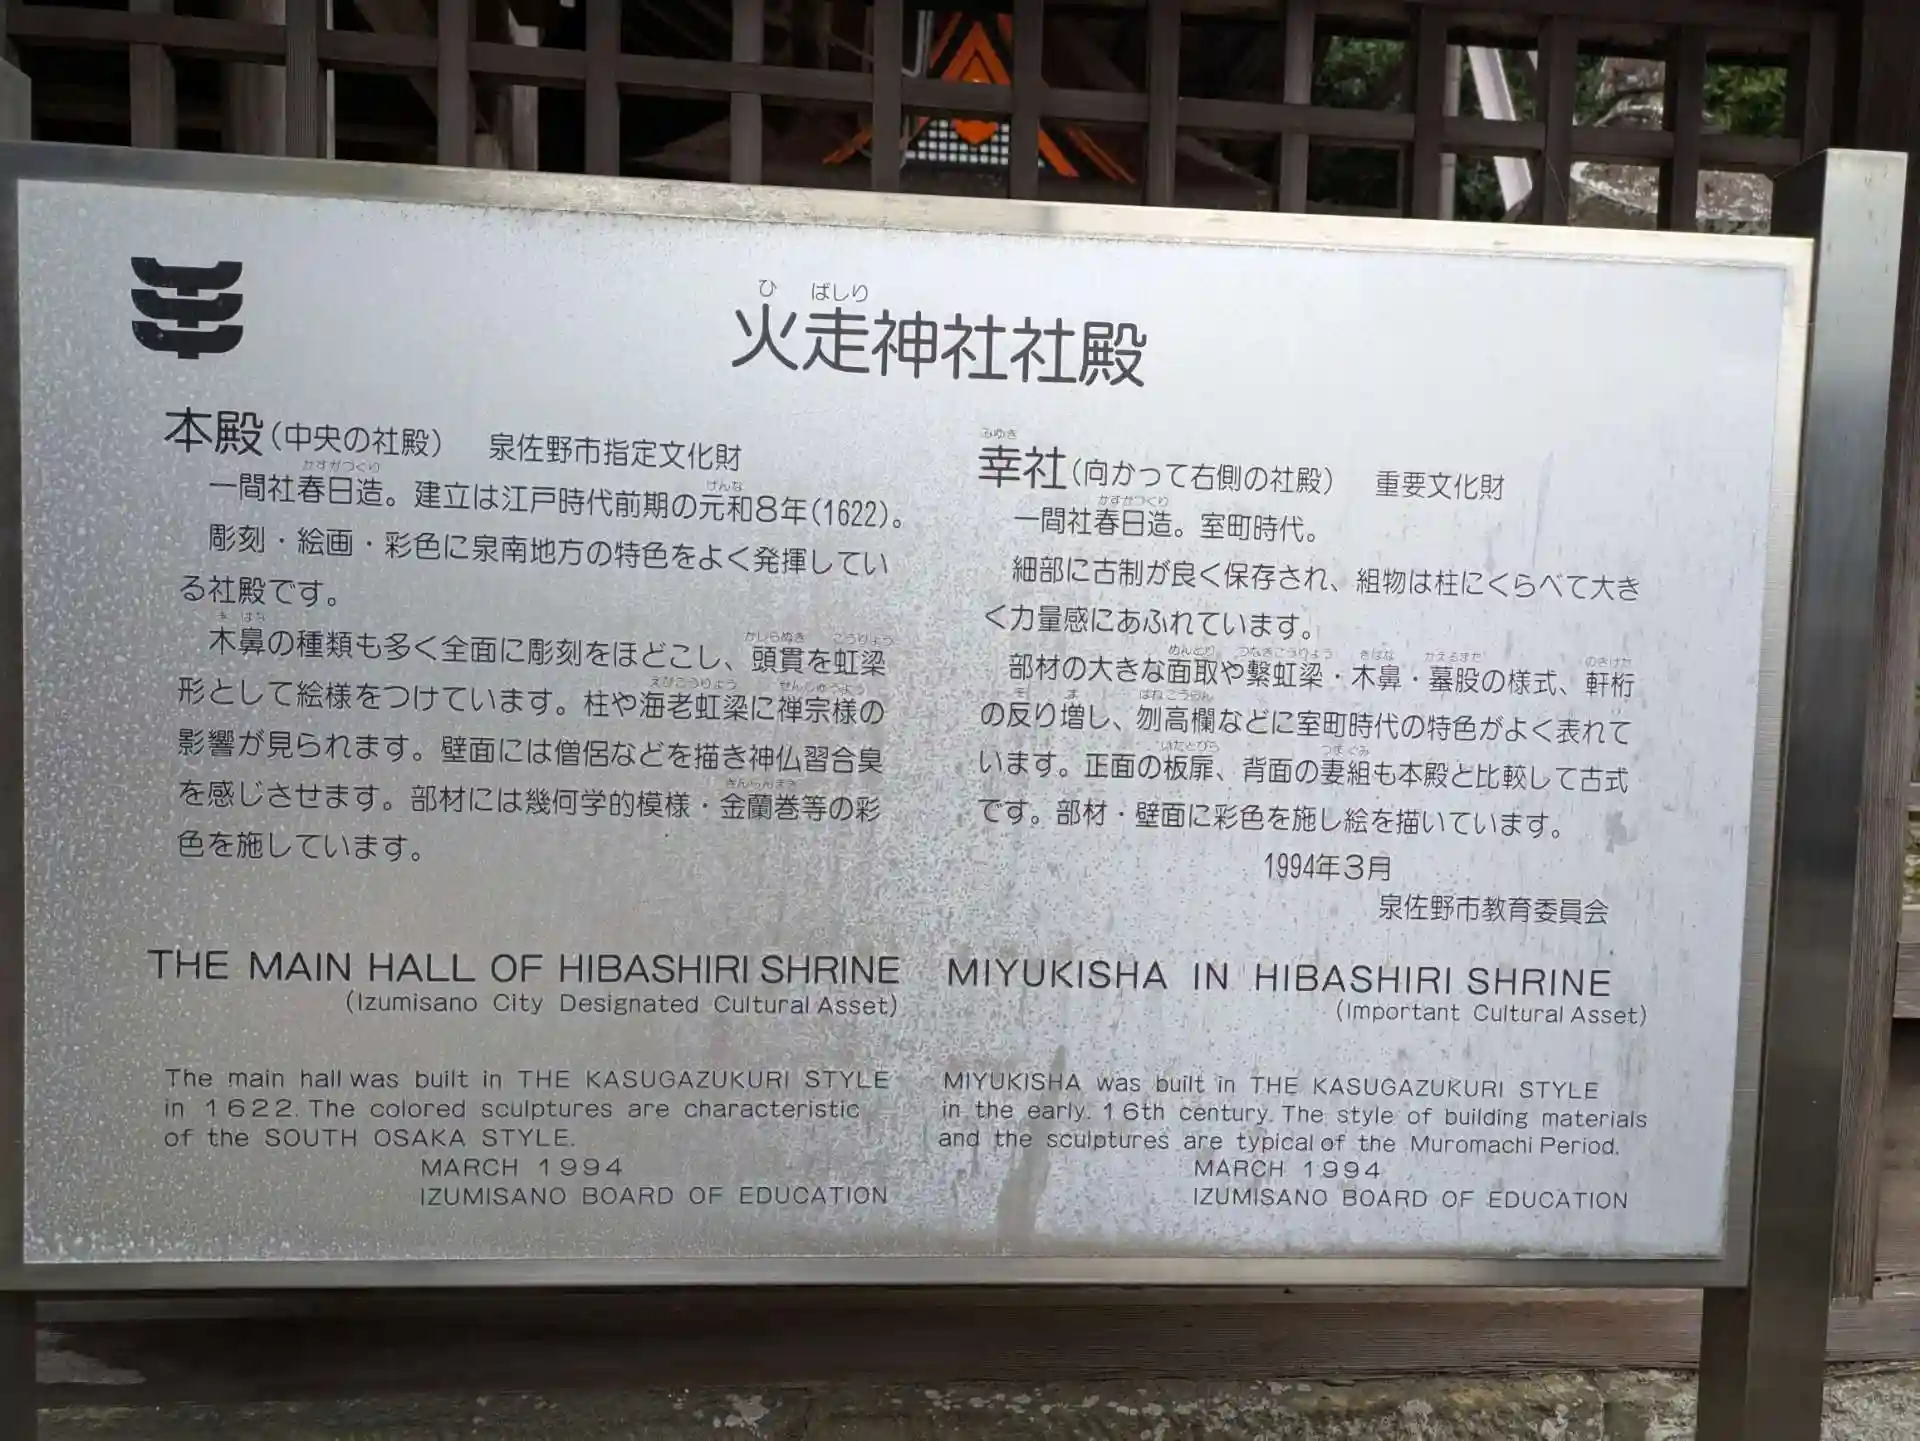 火走神社社殿
本殿(中央の社殿) 泉佐野市指定文化財
一間社春日造。建立は江戸時代前期の元和8年(1622)。
彫刻・絵画・彩色に泉南地方の特色をよく発揮してい
る社殿です。
木鼻の種類も多く全面に彫刻をほどこし、頭貫を虹梁
形として絵様をつけています。柱や海老虹梁に禅宗様の
影響が見られます。壁面には僧侶などを描き神仏習合臭
を感じさせます。部材には幾何学的模様・金蘭巻等の彩
色を施しています。
幸社(向かって右側の社殿) 重要文化財
一間社春日造。室町時代。
細部に古制が良く保存され、組物は柱にくらべて大き
く力量感にあふれています。
部材の大きな面取や繋虹梁・木鼻・蟇股の様式、軒桁
の反り増し、刎高欄などに室町時代の特色がよく表れて
います。正面の板扉、背面の妻組も本殿と比較して古式
です。部材・壁面に彩色を施し絵を描いています。
1994年3月
泉佐野市教育委員会
THE MAIN HALL OF HIBASHIRI SHRINE
(Izumisano City Designated Cultural Asset)
The main hall was built in THE KASUGAZUKURI STYLE
in 1622. The colored sculptures are characteristic
of the SOUTH OSAKA STYLE.
MARCH 1994
IZUMISANO BOARD OF EDUCATION
MIYUKISHA IN HIBASHIRI SHRINE
(Important Cultural Asset)
MIYUKISHA was built in THE KASUGAZUKURI STYLE
in the early. 16th century. The style of building materials
and the sculptures are typical of the Muromachi Period.
MARCH 1994
IZUMISANO BOARD OF EDUCATION